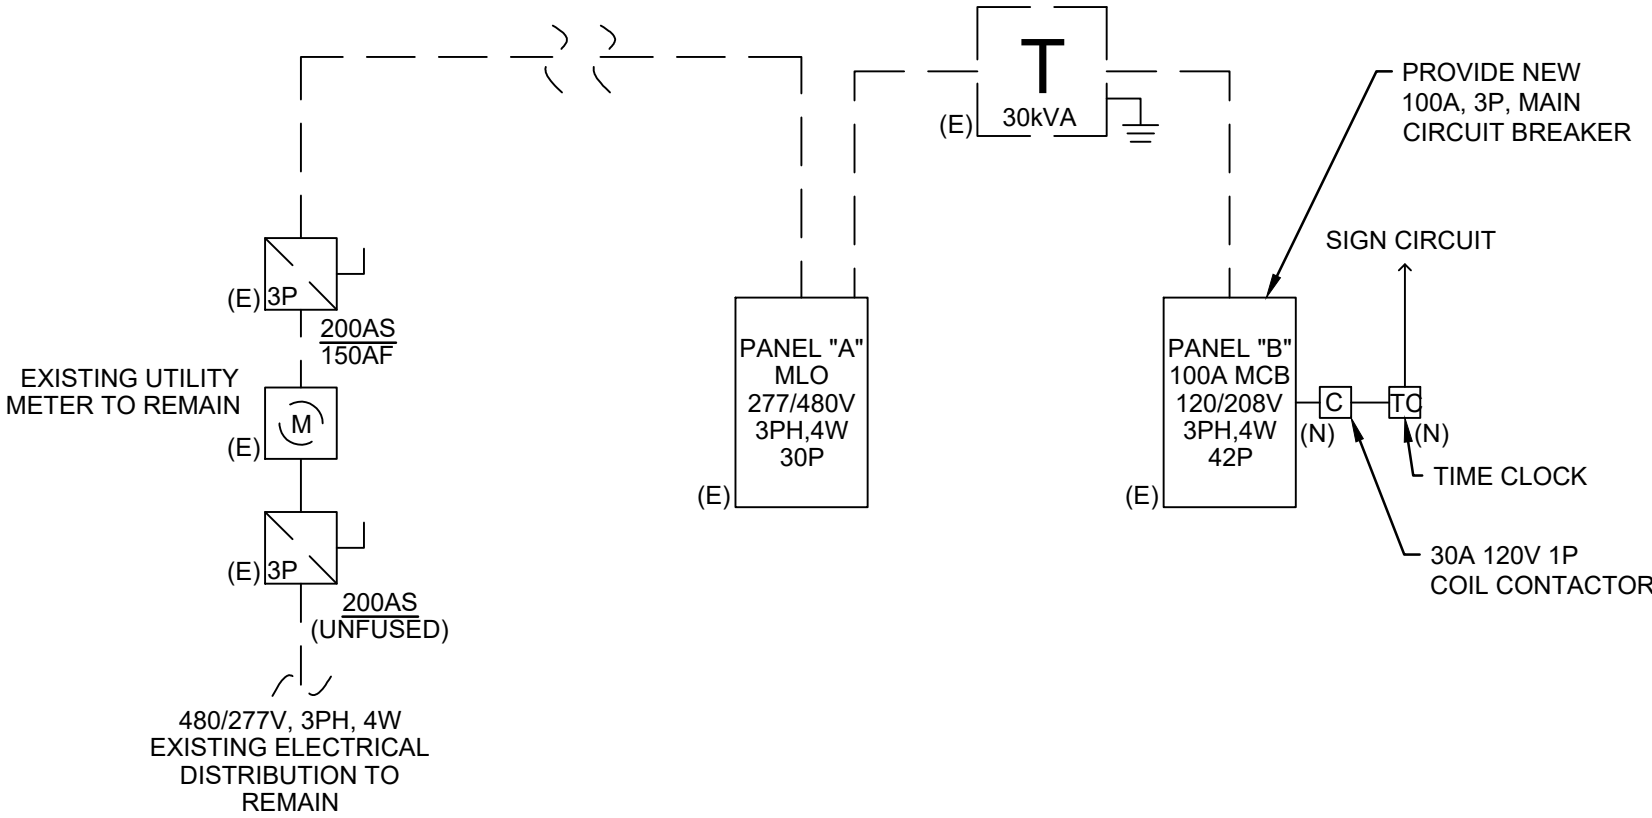 T
30kVA
(E)
PROVIDE NEW
100A, 3P, MAIN
CIRCUIT BREAKER
SIGN CIRCUIT
(E)
3P
200AS
150AF
EXISTING UTILITY
METER TO REMAIN
M
(E)
(E)
3P
200AS
(UNFUSED)
480/277V, 3PH, 4W
EXISTING ELECTRICAL
DISTRIBUTION TO
REMAIN
PANEL "A"
MLO
277/480V
3PH,4W
30P
(E)
PANEL "B"
100A MCB
120/208V
3PH,4W
42P
(E)
C
(N)
TC
(N)
TIME CLOCK
30A 120V 1P
COIL CONTACTOR